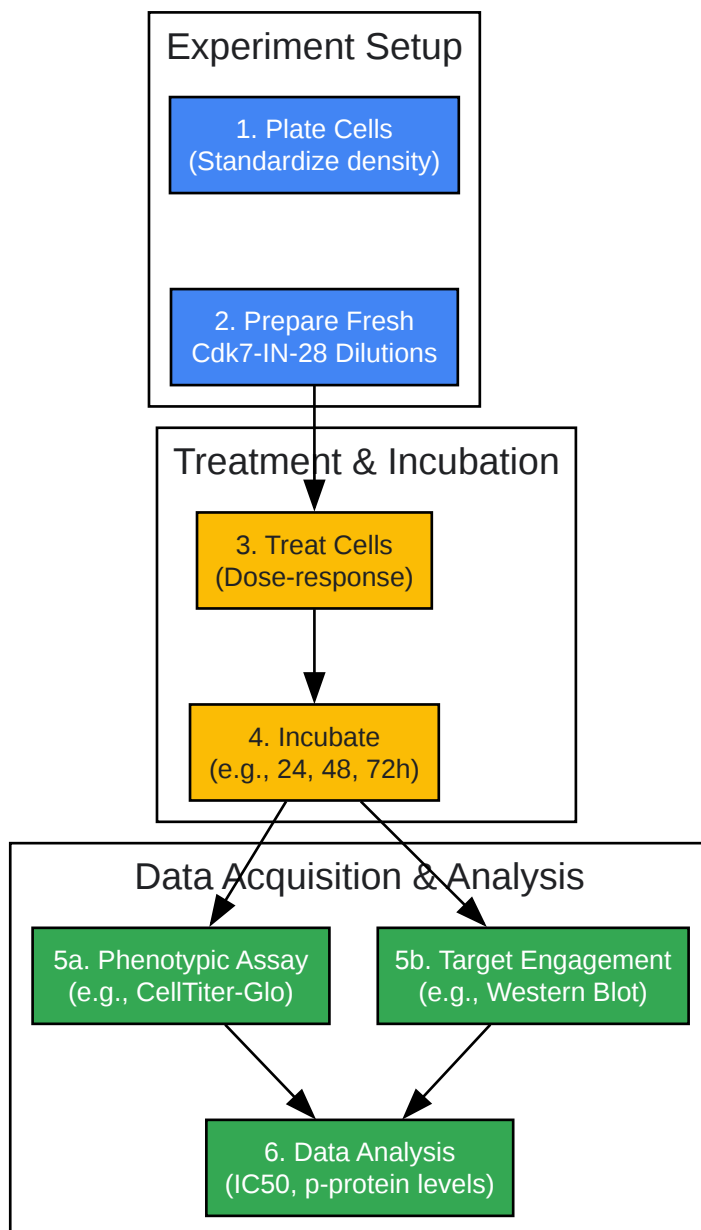 Experiment Setup
1. Plate Cells
(Standardize density)
2. Prepare Fresh
Cdk7-IN-28 Dilutions
Treatment & Incubation
3. Treat Cells
(Dose-response)
4. Incubate
(e.g., 24, 48, 72h)
Data Acquisition & Analysis
5a. Phenotypic Assay
(e.g., CellTiter-Glo)
5b. Target Engagement
(e.g., Western Blot)
6. Data Analysis
(IC50, p-protein levels)